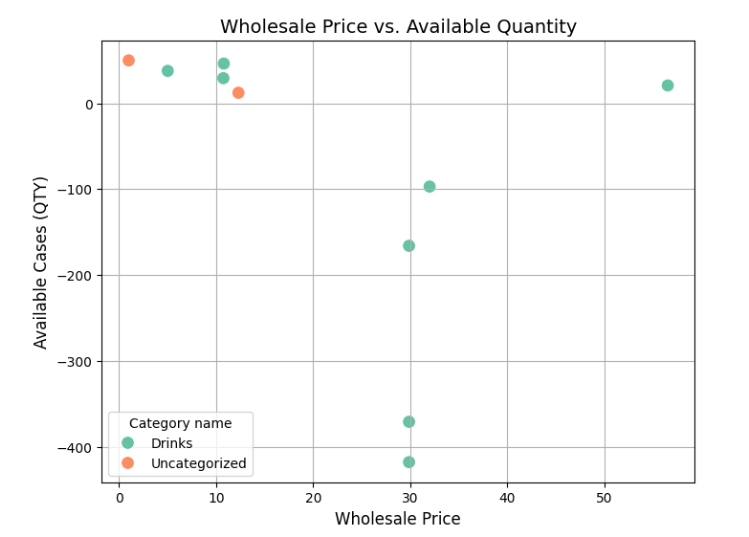 Wholesale Price vs. Available Quantity
Available Cases (QTY)
0
−100
−200
−300
−400
Category name
Drinks
Uncategorized
0 10 20 30 40 50
Wholesale Price